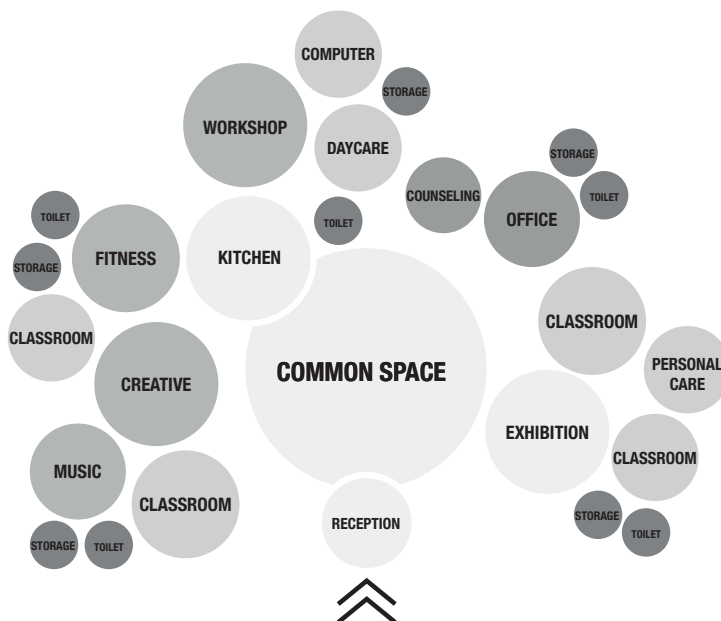 COMPUTER
STORAGE
WORKSHOP
DAYCARE
STORAGE
COUNSELING
TOILET
TOILET
TOILET
OFFICE
FITNESS
KITCHEN
STORAGE
CLASSROOM
CLASSROOM
COMMON SPACE
PERSONAL
CARE
CREATIVE
EXHIBITION
CLASSROOM
MUSIC
CLASSROOM
STORAGE
RECEPTION
TOILET
STORAGE
TOILET